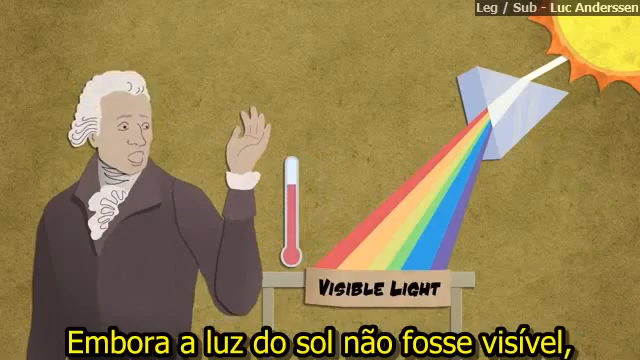 Leg / Sub - Luc Anderssen
VISIBLE LIGHT
Embora a luz do sol não fosse visível,